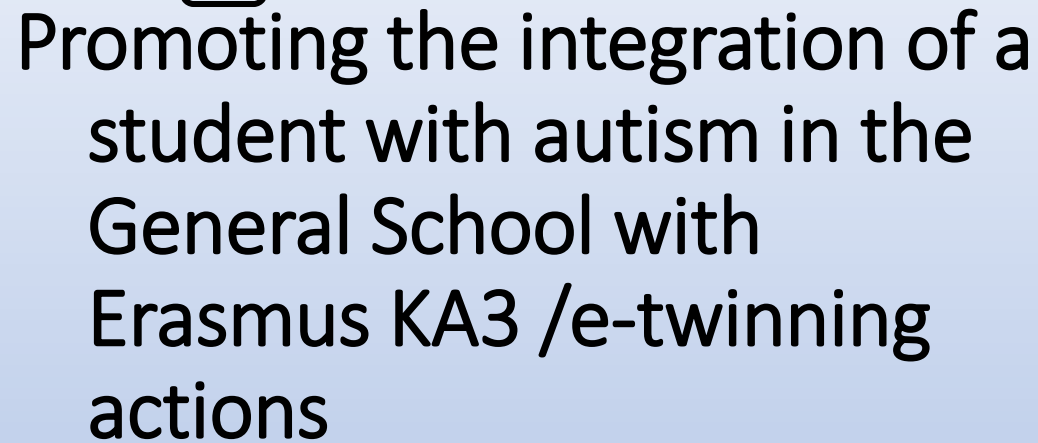 Promoting the integration of a
student with autism in the
General School with
Erasmus KA3 /e-twinning
actions